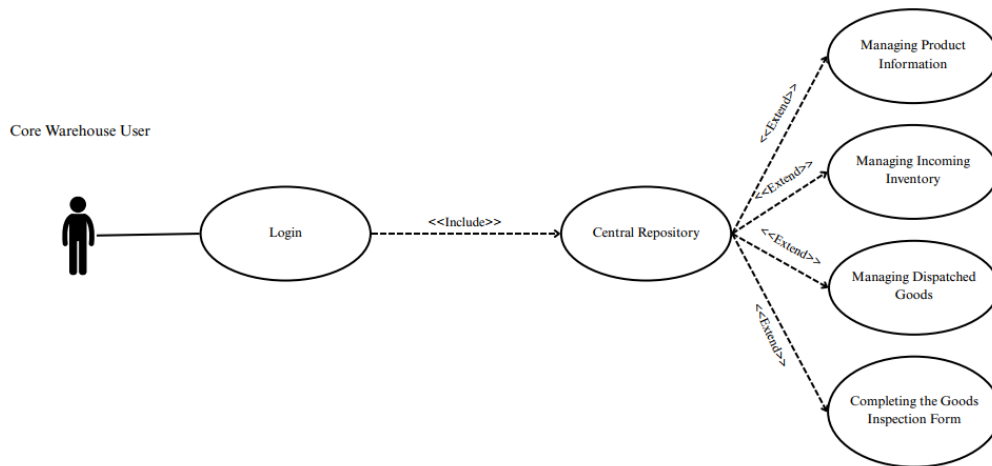 Managing Product
Information
<<Extend>>
Core Warehouse User
Managing Incoming
Inventory
<<Extend>>
Login
<<Include>>
Central Repository
<<Extend>>
Managing Dispatched
Goods
<<Extend>>
Completing the Goods
Inspection Form